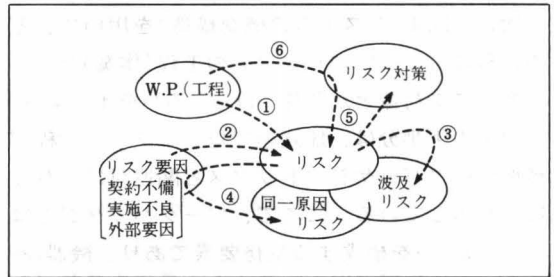 ⑥
リスク対策
W.P.(工程)
①
⑤
②
③
リスク
リスク要因
契約不備
実施不良
外部要因
④
波及
リスク
同一原因
リスク